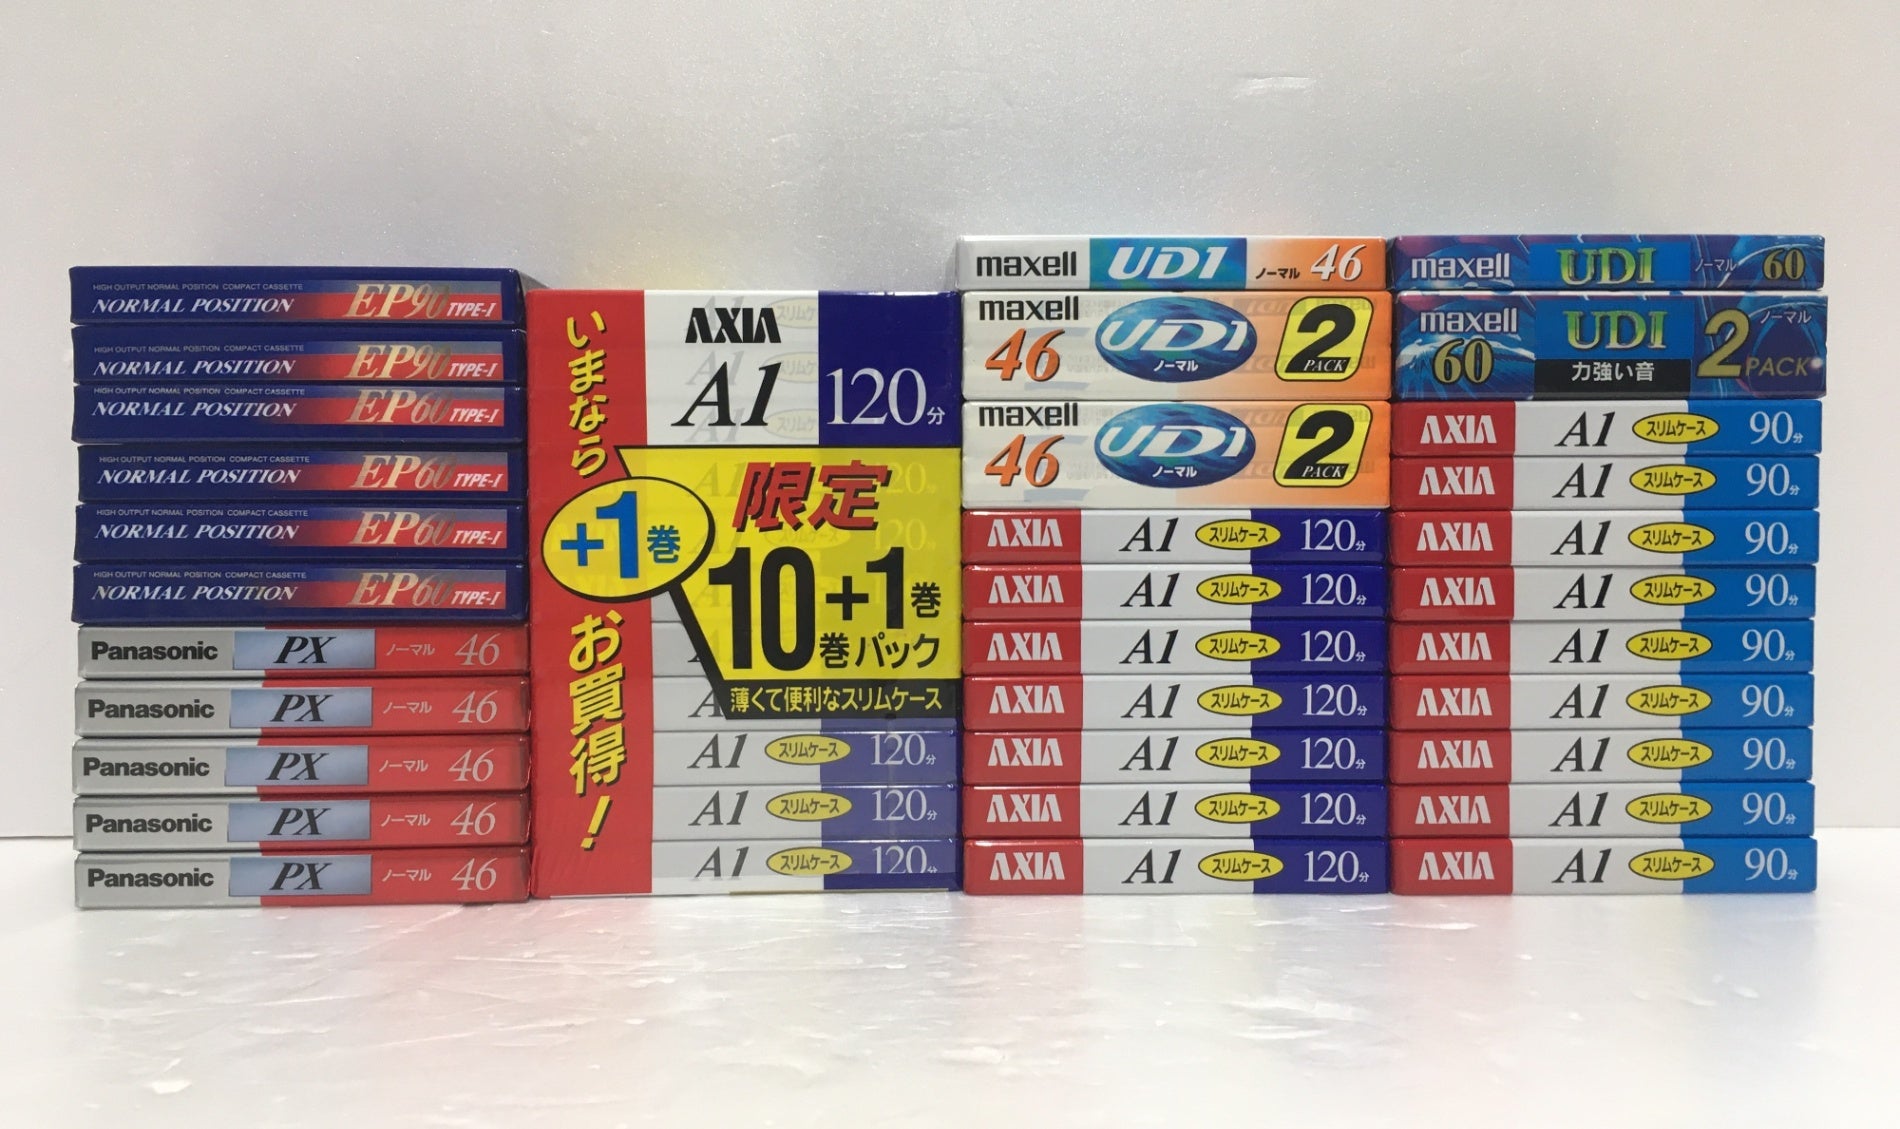 HIGH OUTPUT NORMAL POSITION COMPACT CASSETTE
NORMAL POSITION EP90 TYPE-I
HIGH OUTPUT NORMAL POSITION COMPACT CASSETTE
NORMAL POSITION EP90 TYPE-I
HIGH OUTPUT NORMAL POSITION COMPACT CASSETTE
NORMAL POSITION EP60 TYPE-I
HIGH OUTPUT NORMAL POSITION COMPACT CASSETTE
NORMAL POSITION EP60 TYPE-I
HIGH OUTPUT NORMAL POSITION COMPACT CASSETTE
NORMAL POSITION EP60 TYPE-I
HIGH OUTPUT NORMAL POSITION COMPACT CASSETTE
NORMAL POSITION EP60 TYPE-I
Panasonic PX ノーマル 46
Panasonic PX ノーマル 46
Panasonic PX ノーマル 46
Panasonic PX ノーマル 46
Panasonic PX ノーマル 46
いまなら
+1巻
お買得!
AXIA
A1 120分
限定
10巻+1巻パック
薄くて便利なスリムケース
A1 スリムケース 120分
A1 スリムケース 120分
A1 スリムケース 120分
maxell UD1 ノーマル 46
maxell
46 UD1 ノーマル 2 PACK
maxell
46 UD1 ノーマル 2 PACK
AXIA A1 スリムケース 120分
AXIA A1 スリムケース 120分
AXIA A1 スリムケース 120分
AXIA A1 スリムケース 120分
AXIA A1 スリムケース 120分
AXIA A1 スリムケース 120分
AXIA A1 スリムケース 120分
maxell UDI ノーマル 60
maxell UDI 2 PACK ノーマル
60 力強い音
AXIA A1 スリムケース 90分
AXIA A1 スリムケース 90分
AXIA A1 スリムケース 90分
AXIA A1 スリムケース 90分
AXIA A1 スリムケース 90分
AXIA A1 スリムケース 90分
AXIA A1 スリムケース 90分
AXIA A1 スリムケース 90分
AXIA A1 スリムケース 90分